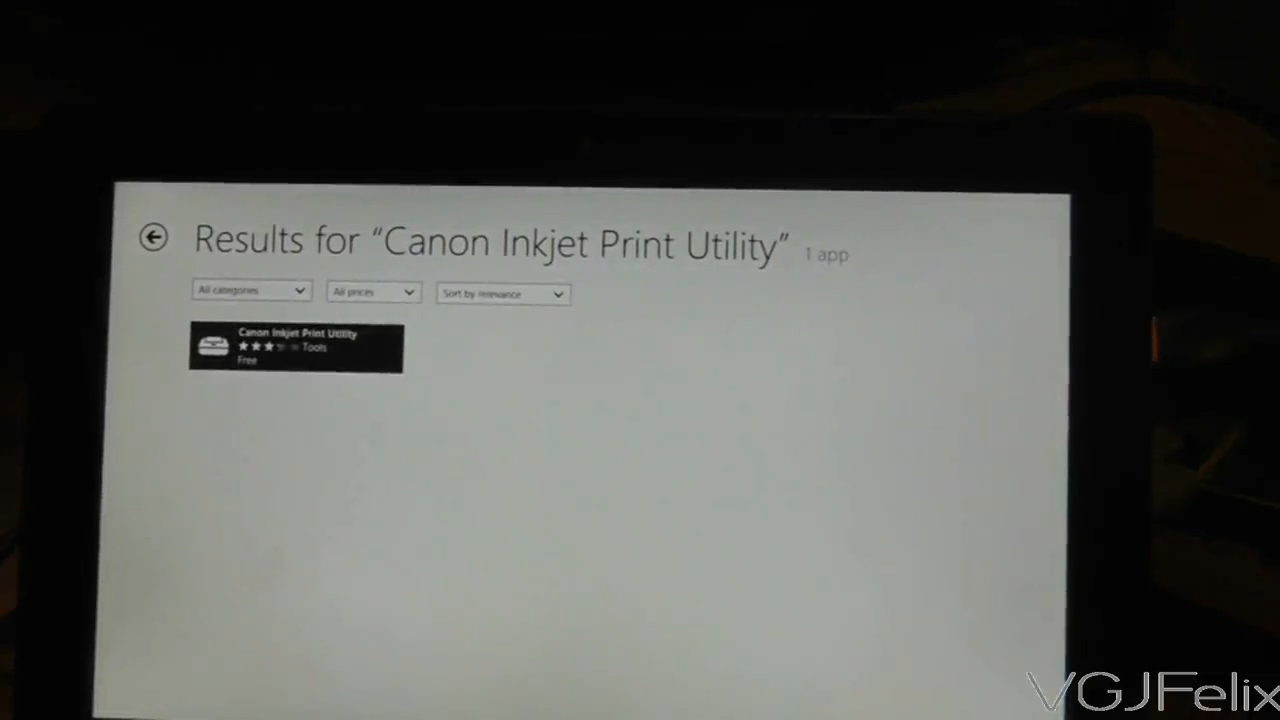 Results for “Canon Inkjet Print Utility” 1 app
All categories
All prices
Sort by relevance
Canon Inkjet Print Utility
Tools
Free
VGJFelix